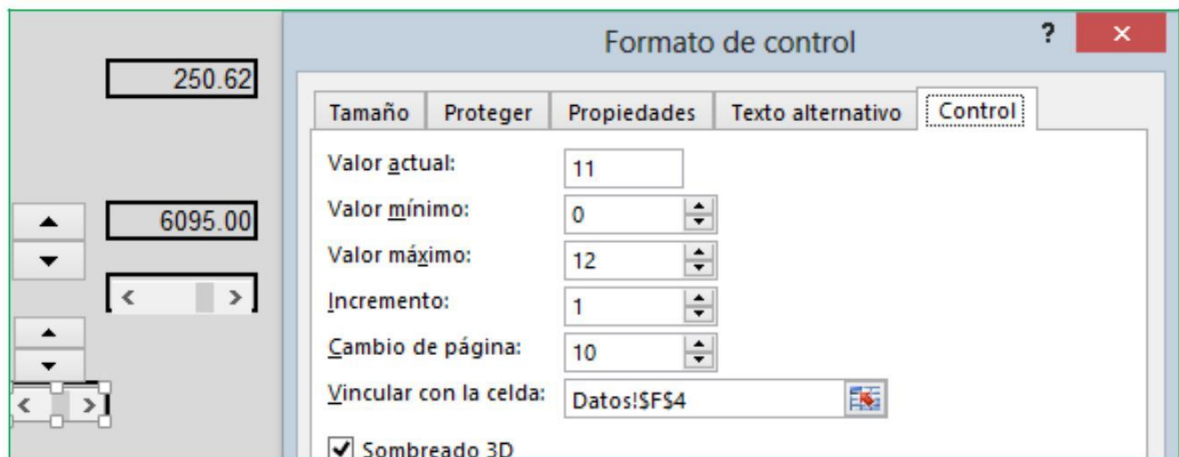 Formato de control ?
250.62
Tamaño Proteger Propiedades Texto alternativo Control
Valor actual: 11
Valor mínimo: 0
6095.00
Valor máximo: 12
Incremento: 1
Cambio de página: 10
Vincular con la celda: Datos!$F$4
Sombreado 3D